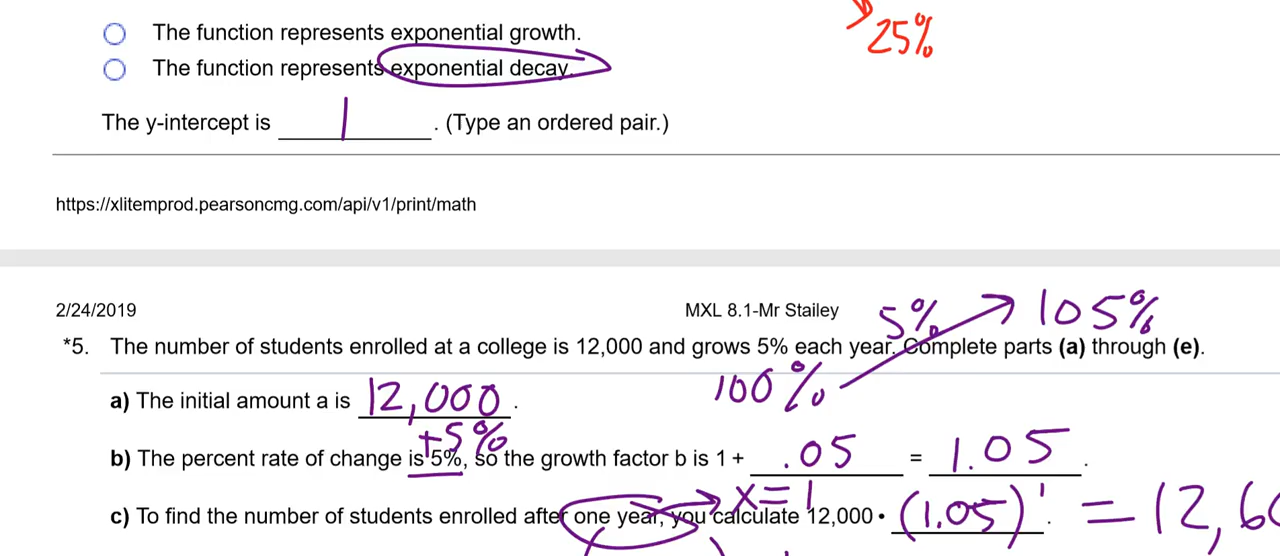 The function represents exponential growth.
25%
The function represents exponential decay.
The y-intercept is 1. (Type an ordered pair.)
https://xlitemprod.pearsoncmg.com/api/v1/print/math
2/24/2019 MXL 8.1-Mr Stailey
5% → 105%
*5. The number of students enrolled at a college is 12,000 and grows 5% each year. Complete parts (a) through (e).
100%
a) The initial amount a is 12,000.
+5%
b) The percent rate of change is 5%, so the growth factor b is 1 + .05 = 1.05.
x=1
c) To find the number of students enrolled after one year, you calculate 12,000• (1.05)¹. = 12,6